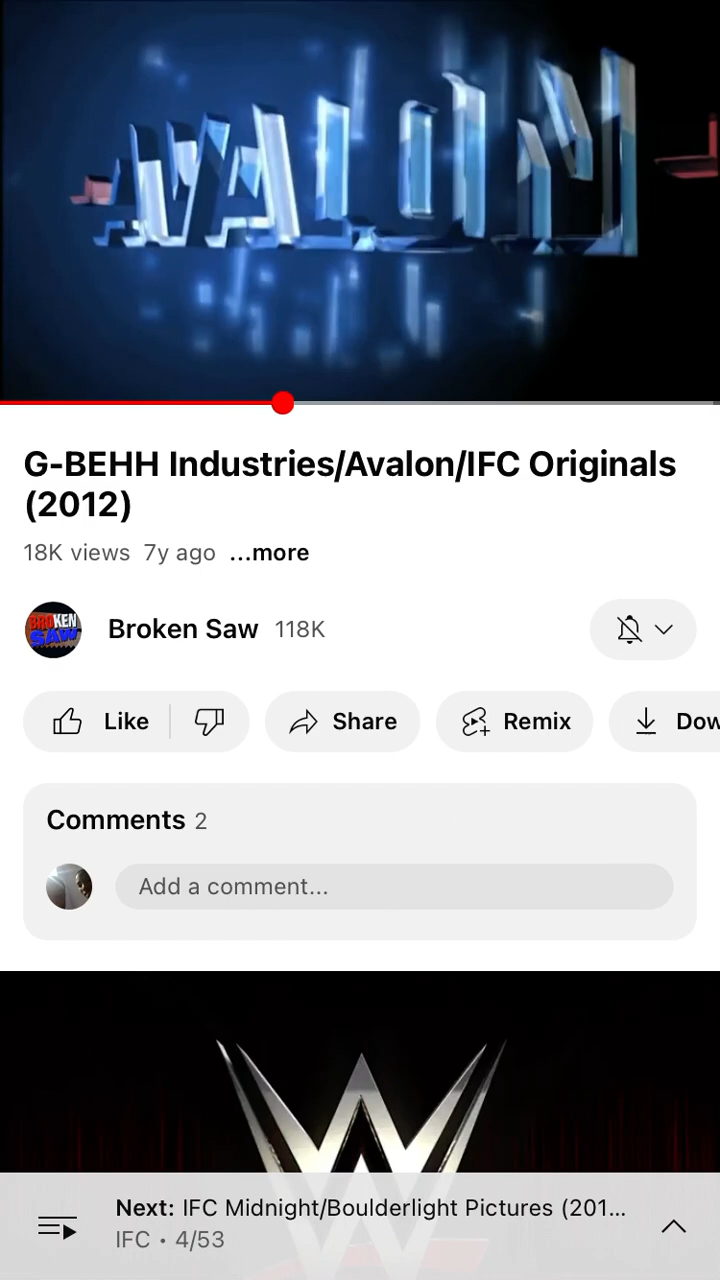 AVALON
G-BEHH Industries/Avalon/IFC Originals
(2012)
18K views 7y ago ...more
BROKEN
SAW
Broken Saw 118K
Like
Share
Remix
Dow
Comments 2
Add a comment...
W
Next: IFC Midnight/Boulderlight Pictures (201...
IFC • 4/53